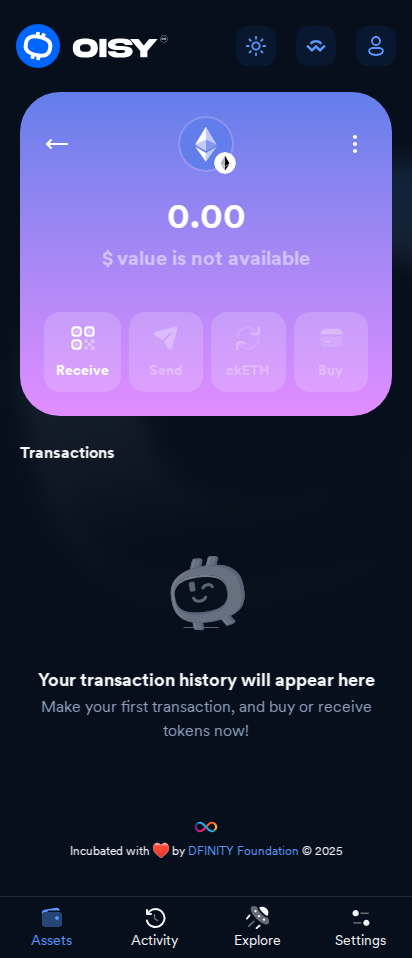 OISY
0.00
$ value is not available
Receive
Send
ckETH
Buy
Transactions
Your transaction history will appear here
Make your first transaction, and buy or receive
tokens now!
Incubated with ❤️ by DFINITY Foundation © 2025
Assets
Activity
Explore
Settings